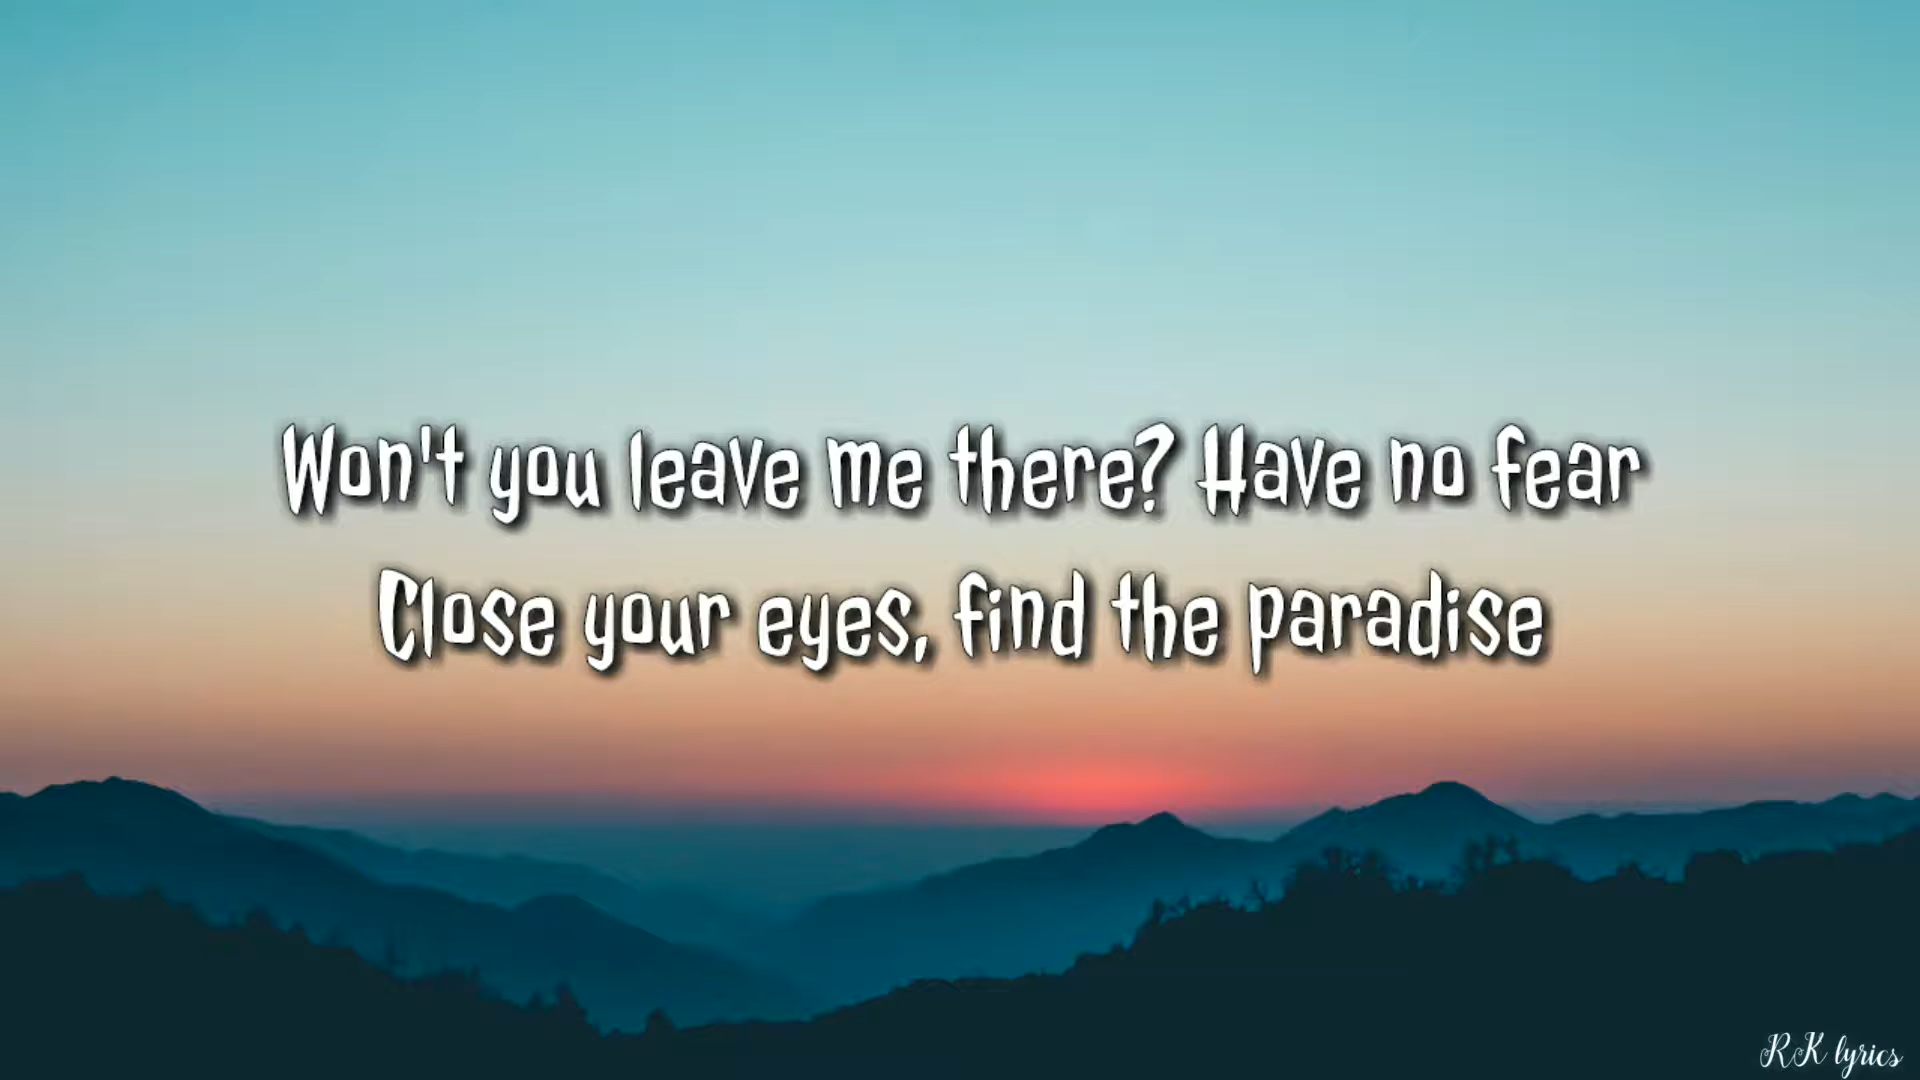 Won't you leave me there? Have no fear
Close your eyes, find the paradise
RK lyrics